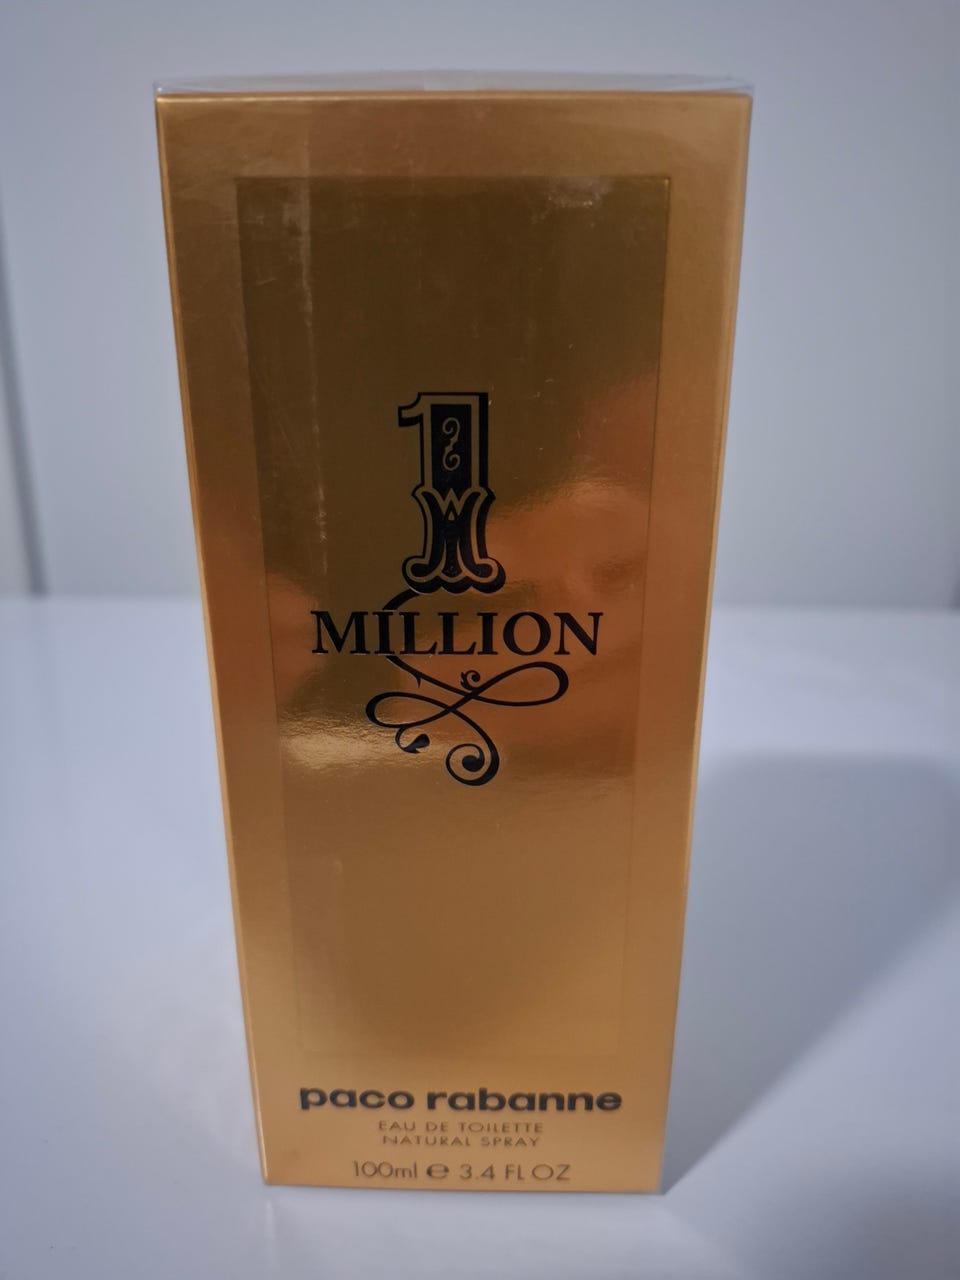 1
MILLION
paco rabanne
EAU DE TOILETTE
NATURAL SPRAY
100ml ℮ 3.4 FL OZ